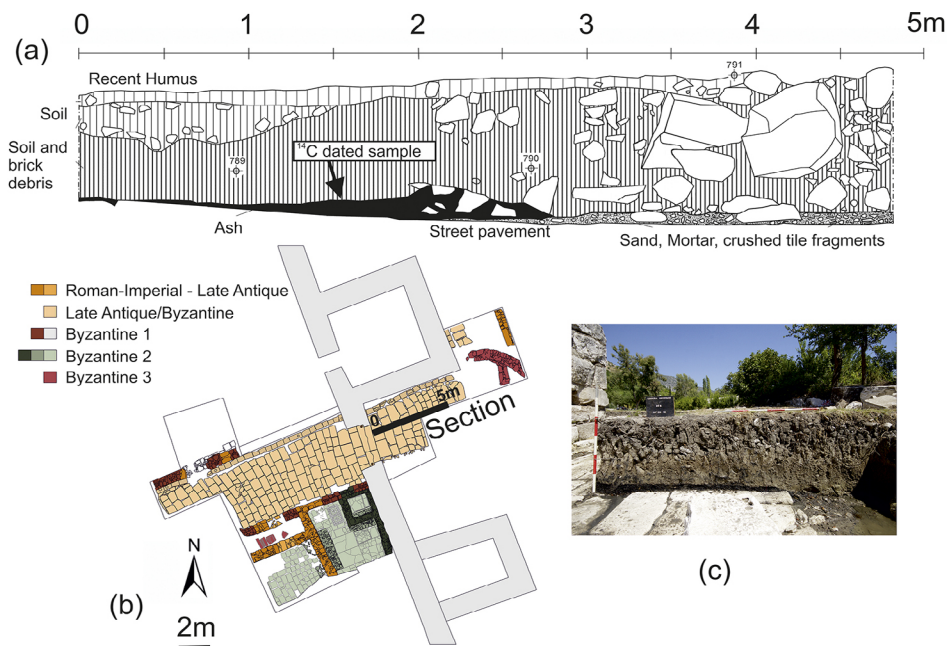 0 1 2 3 4 5m
(a)
791
Recent Humus
Soil
Soil and
brick
debris
789
14C dated sample
790
Ash
Street pavement
Sand, Mortar, crushed tile fragments
Roman-Imperial - Late Antique
Late Antique/Byzantine
Byzantine 1
Byzantine 2
Byzantine 3
0
5m
Section
N
2m
(b)
(c)